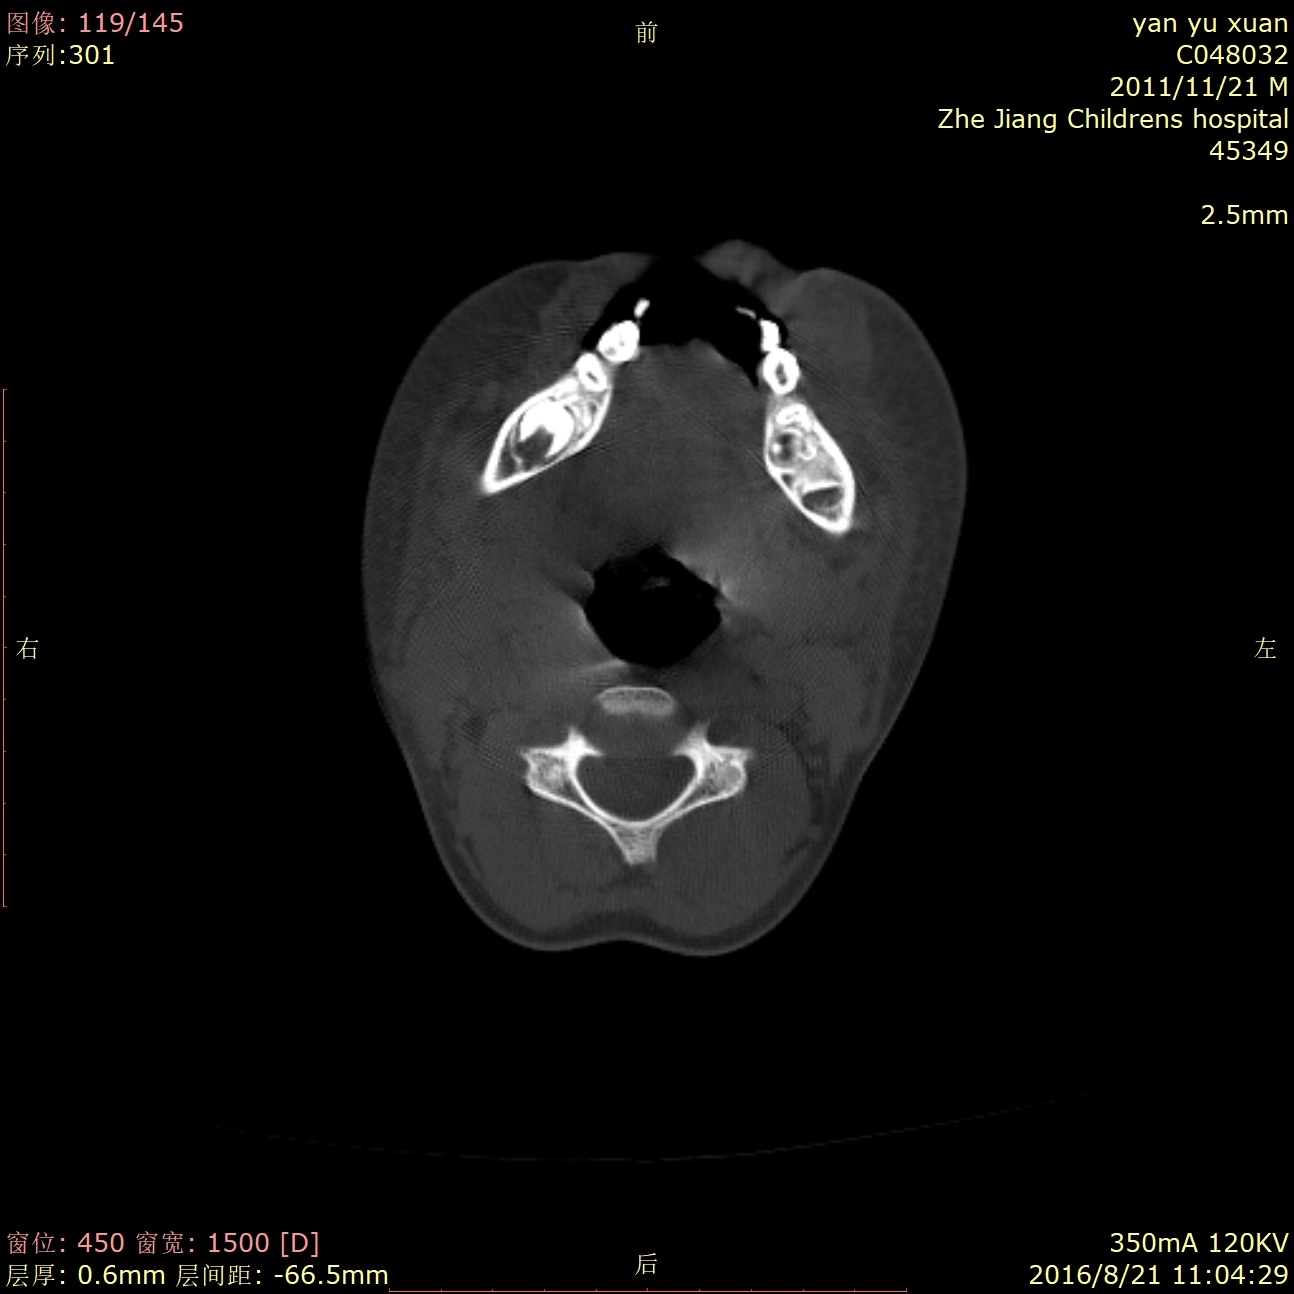 图像: 119/145
序列:301
前
yan yu xuan
C048032
2011/11/21 M
Zhe Jiang Childrens hospital
45349
2.5mm
右
左
窗位: 450 窗宽: 1500 [D]
层厚: 0.6mm 层间距: -66.5mm
后
350mA 120KV
2016/8/21 11:04:29